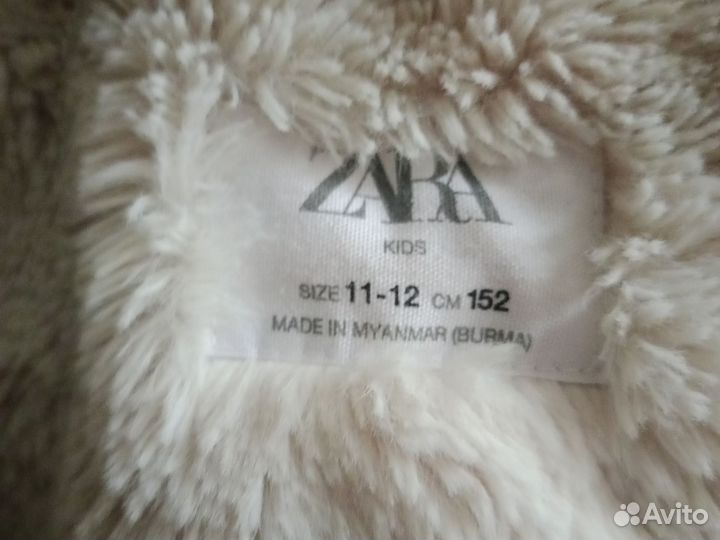 ZARA
KIDS
SIZE 11-12 CM 152
MADE IN MYANMAR (BURMA)
Avito